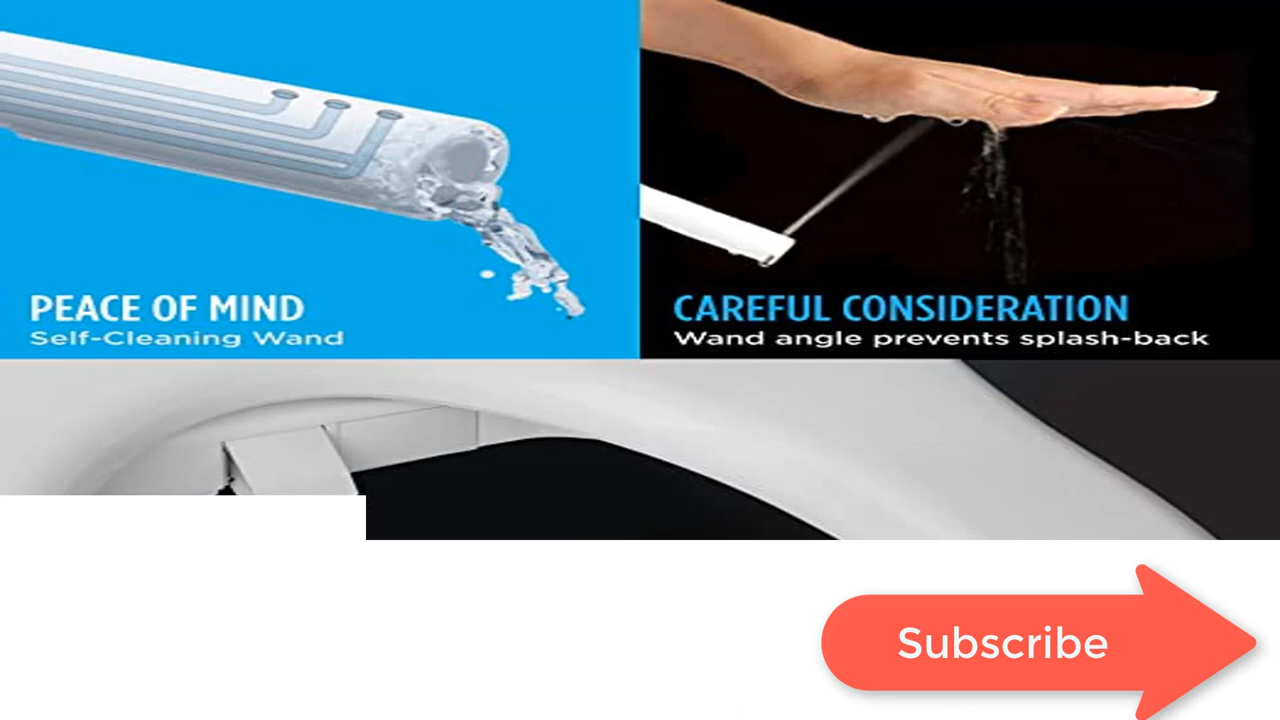 PEACE OF MIND
Self-Cleaning Wand
CAREFUL CONSIDERATION
Wand angle prevents splash-back
Subscribe